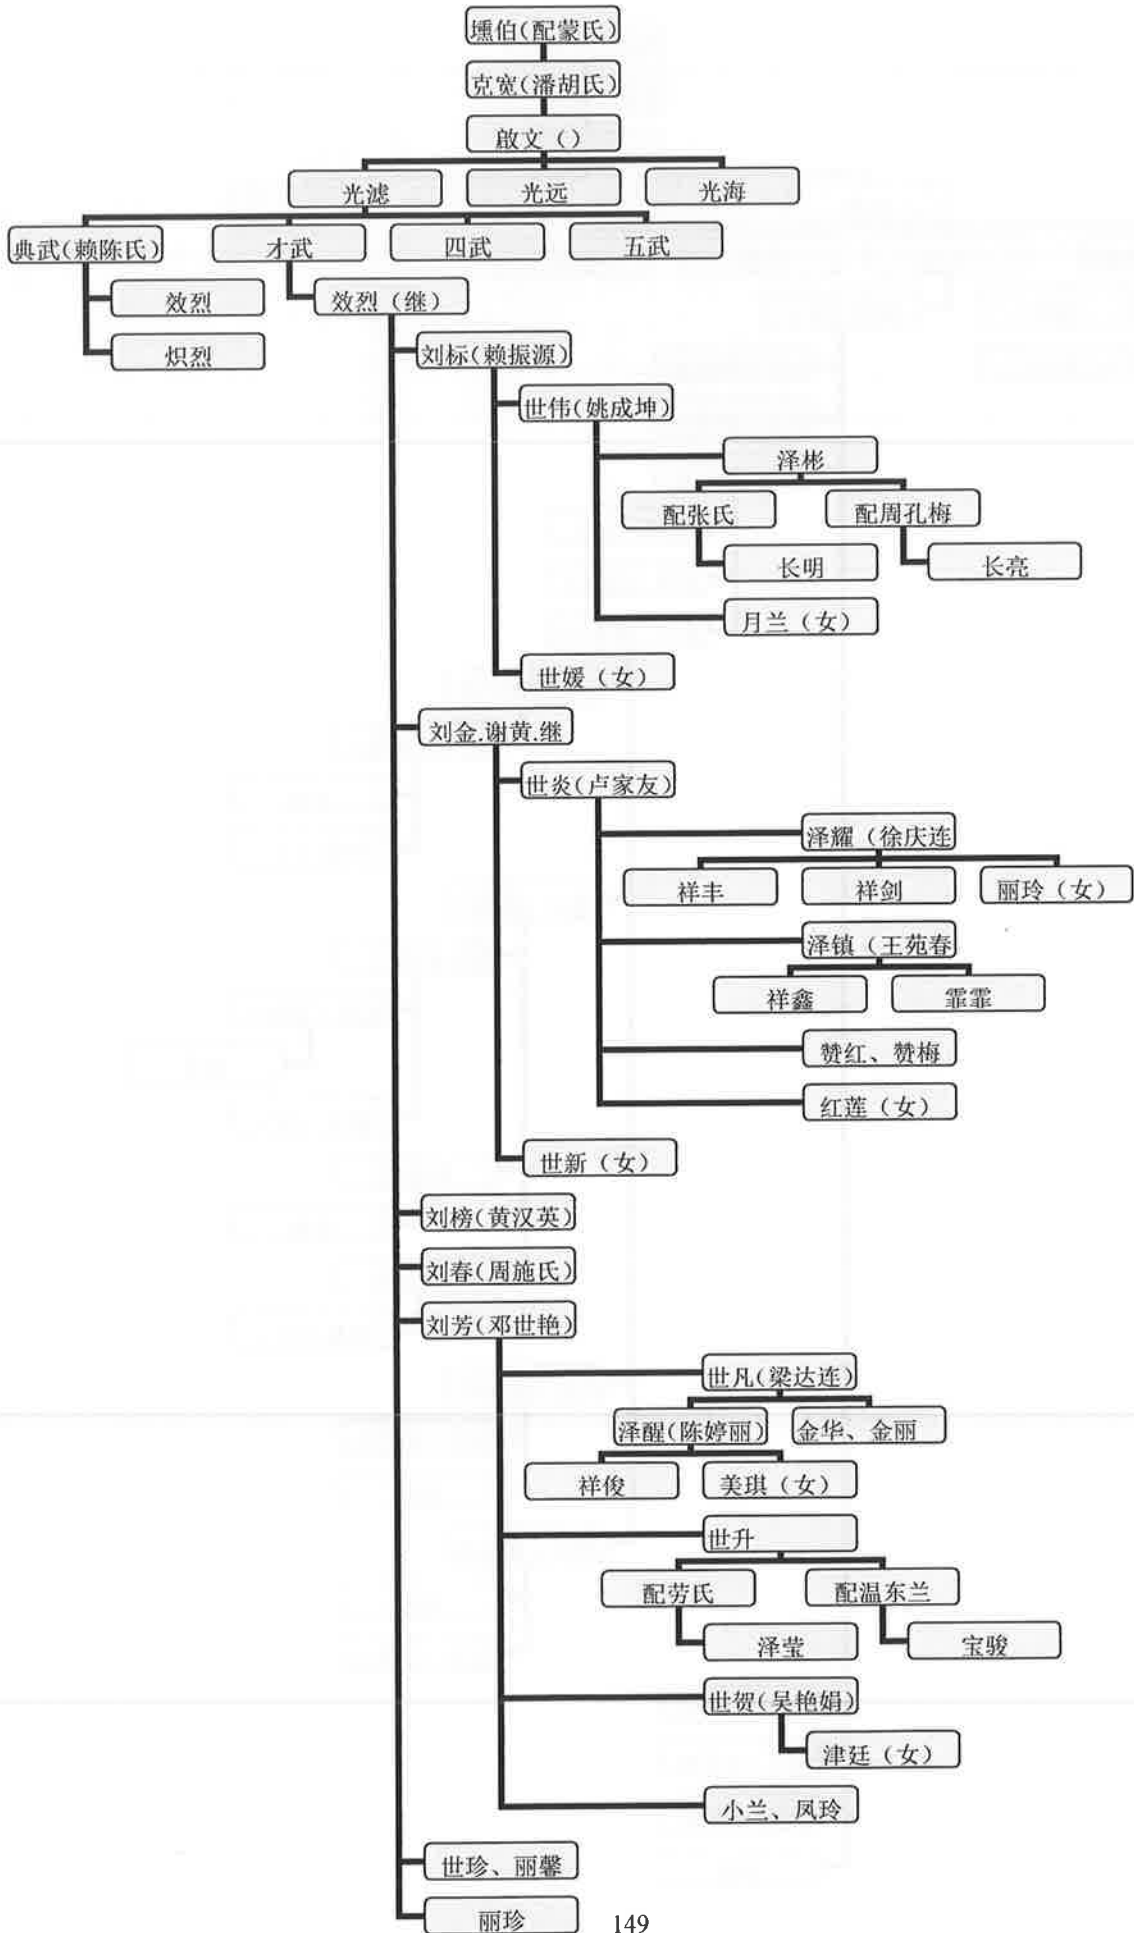 壎伯(配蒙氏)
克宽(潘胡氏)
啟文（）
光滤
光远
光海
典武(赖陈氏)
才武
四武
五武
效烈
效烈（继）
炽烈
刘标(赖振源)
世伟(姚成坤)
泽彬
配张氏
配周孔梅
长明
长亮
月兰（女）
世媛（女）
刘金.谢黄.继
世炎(卢家友)
泽耀（徐庆连
祥丰
祥剑
丽玲（女）
泽镇（王苑春
祥鑫
霏霏
赞红、赞梅
红莲（女）
世新（女）
刘榜(黄汉英)
刘春(周施氏)
刘芳(邓世艳)
世凡(梁达连)
泽醒(陈婷丽)
金华、金丽
祥俊
美琪（女）
世升
配劳氏
配温东兰
泽莹
宝骏
世贺(吴艳娟)
津廷（女）
小兰、凤玲
世珍、丽馨
丽珍
149